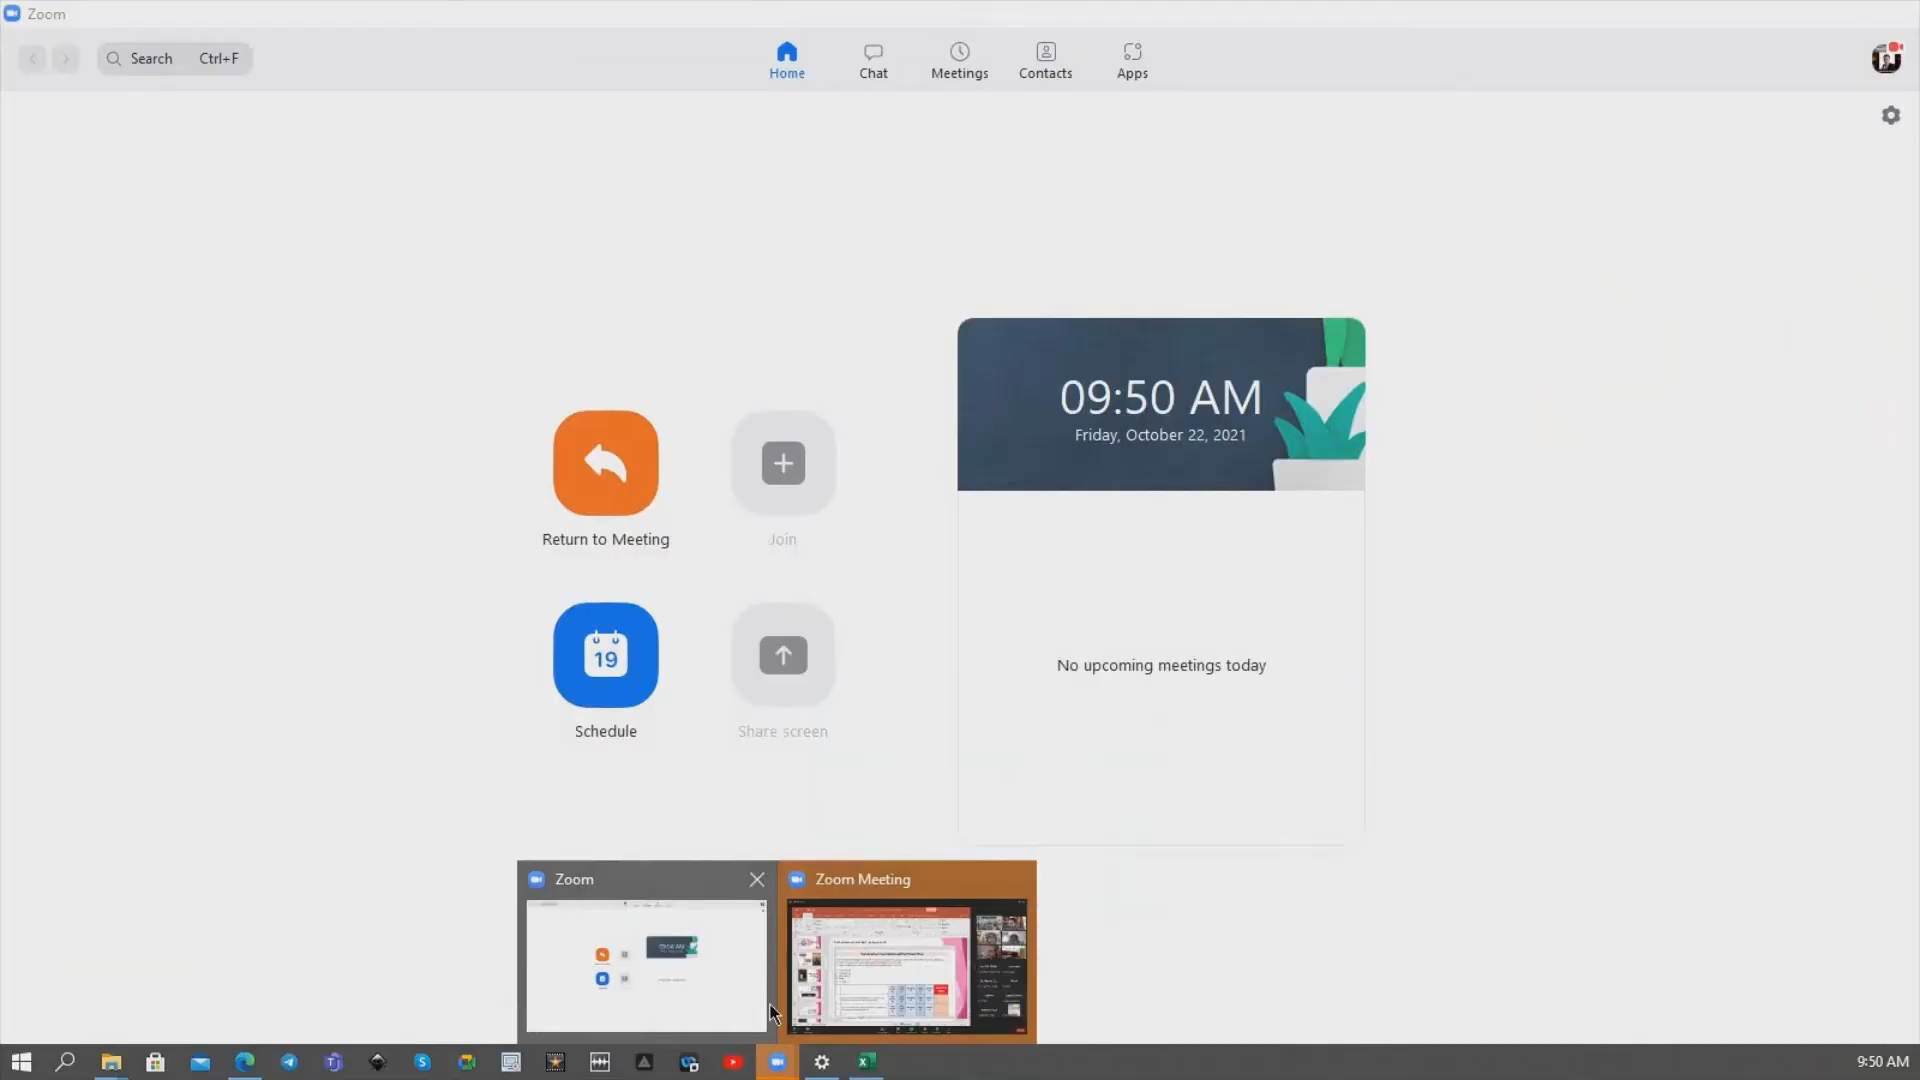 Zoom
Search Ctrl+F
Home
Chat
Meetings
Contacts
Apps
09:50 AM
Friday, October 22, 2021
Return to Meeting
Join
19
Schedule
Share screen
No upcoming meetings today
Zoom
Zoom Meeting
9:50 AM